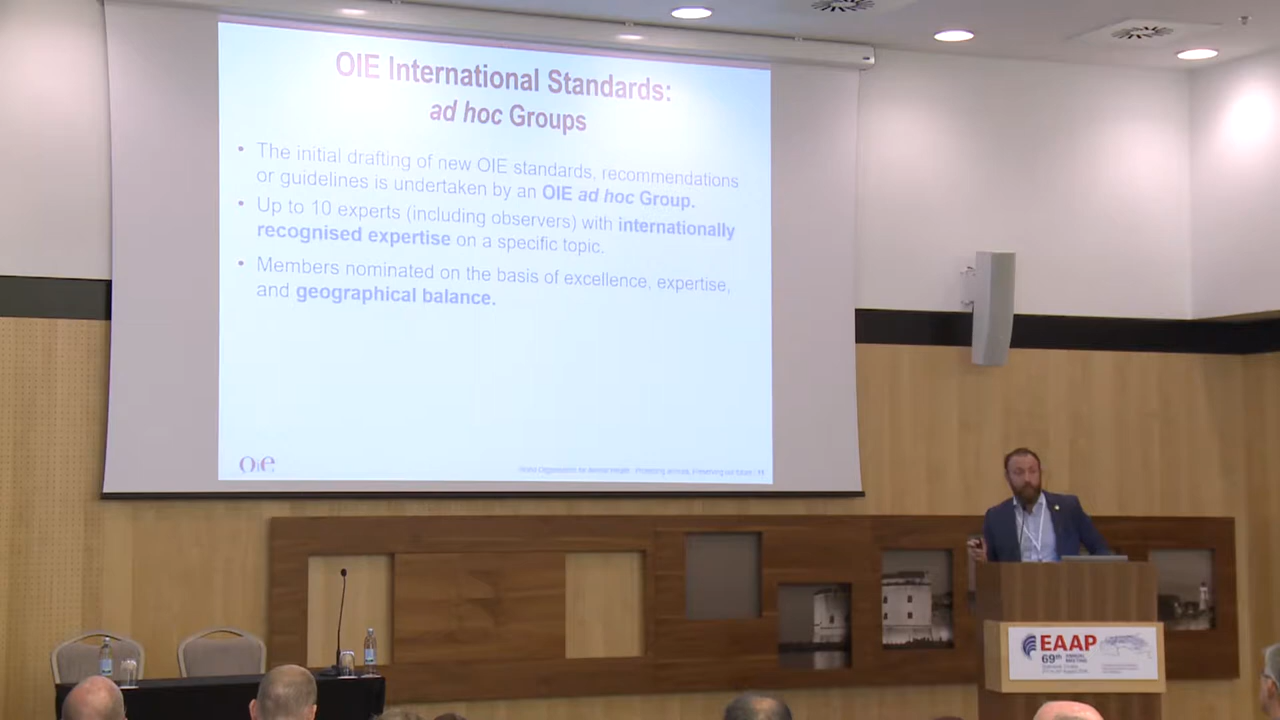 OIE International Standards:
ad hoc Groups
• The initial drafting of new OIE standards, recommendations
or guidelines is undertaken by an OIE ad hoc Group.
• Up to 10 experts (including observers) with internationally
recognised expertise on a specific topic.
• Members nominated on the basis of excellence, expertise,
and geographical balance.
Oie
EAAP
69th ANNUAL
MEETING